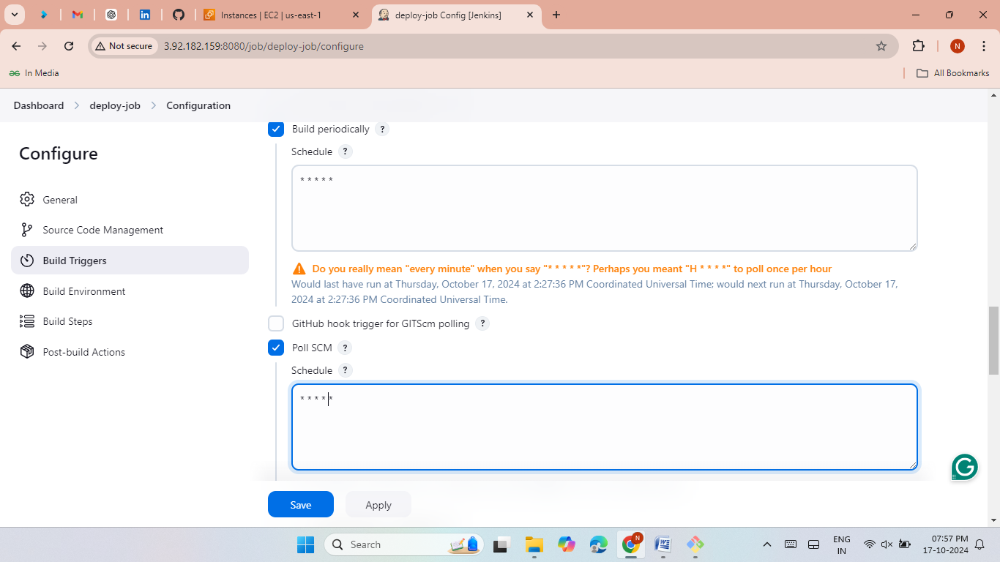 Instances | EC2 | us-east-1
deploy-job Config [Jenkins]
Not secure
3.92.182.159:8080/job/deploy-job/configure
N
In Media
All Bookmarks
Dashboard
deploy-job
Configuration
Configure
General
Source Code Management
Build Triggers
Build Environment
Build Steps
Post-build Actions
Build periodically ?
Schedule ?
* * * * *
Do you really mean "every minute" when you say "* * * * *"? Perhaps you meant "H * * * *" to poll once per hour
Would last have run at Thursday, October 17, 2024 at 2:27:36 PM Coordinated Universal Time; would next run at Thursday, October 17,
2024 at 2:27:36 PM Coordinated Universal Time.
GitHub hook trigger for GITScm polling ?
Poll SCM ?
Schedule ?
* * * * *
Save
Apply
Search
N
ENG
IN
07:57 PM
17-10-2024